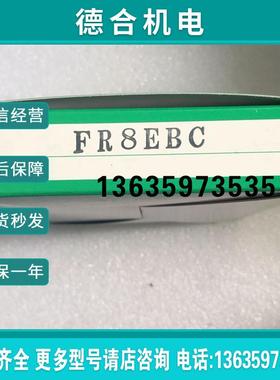 德合机电
信经营
FR8EBC
后保障
13635973535
货秒发
保一年
齐全 更多型号请店咨询 电话:1363597